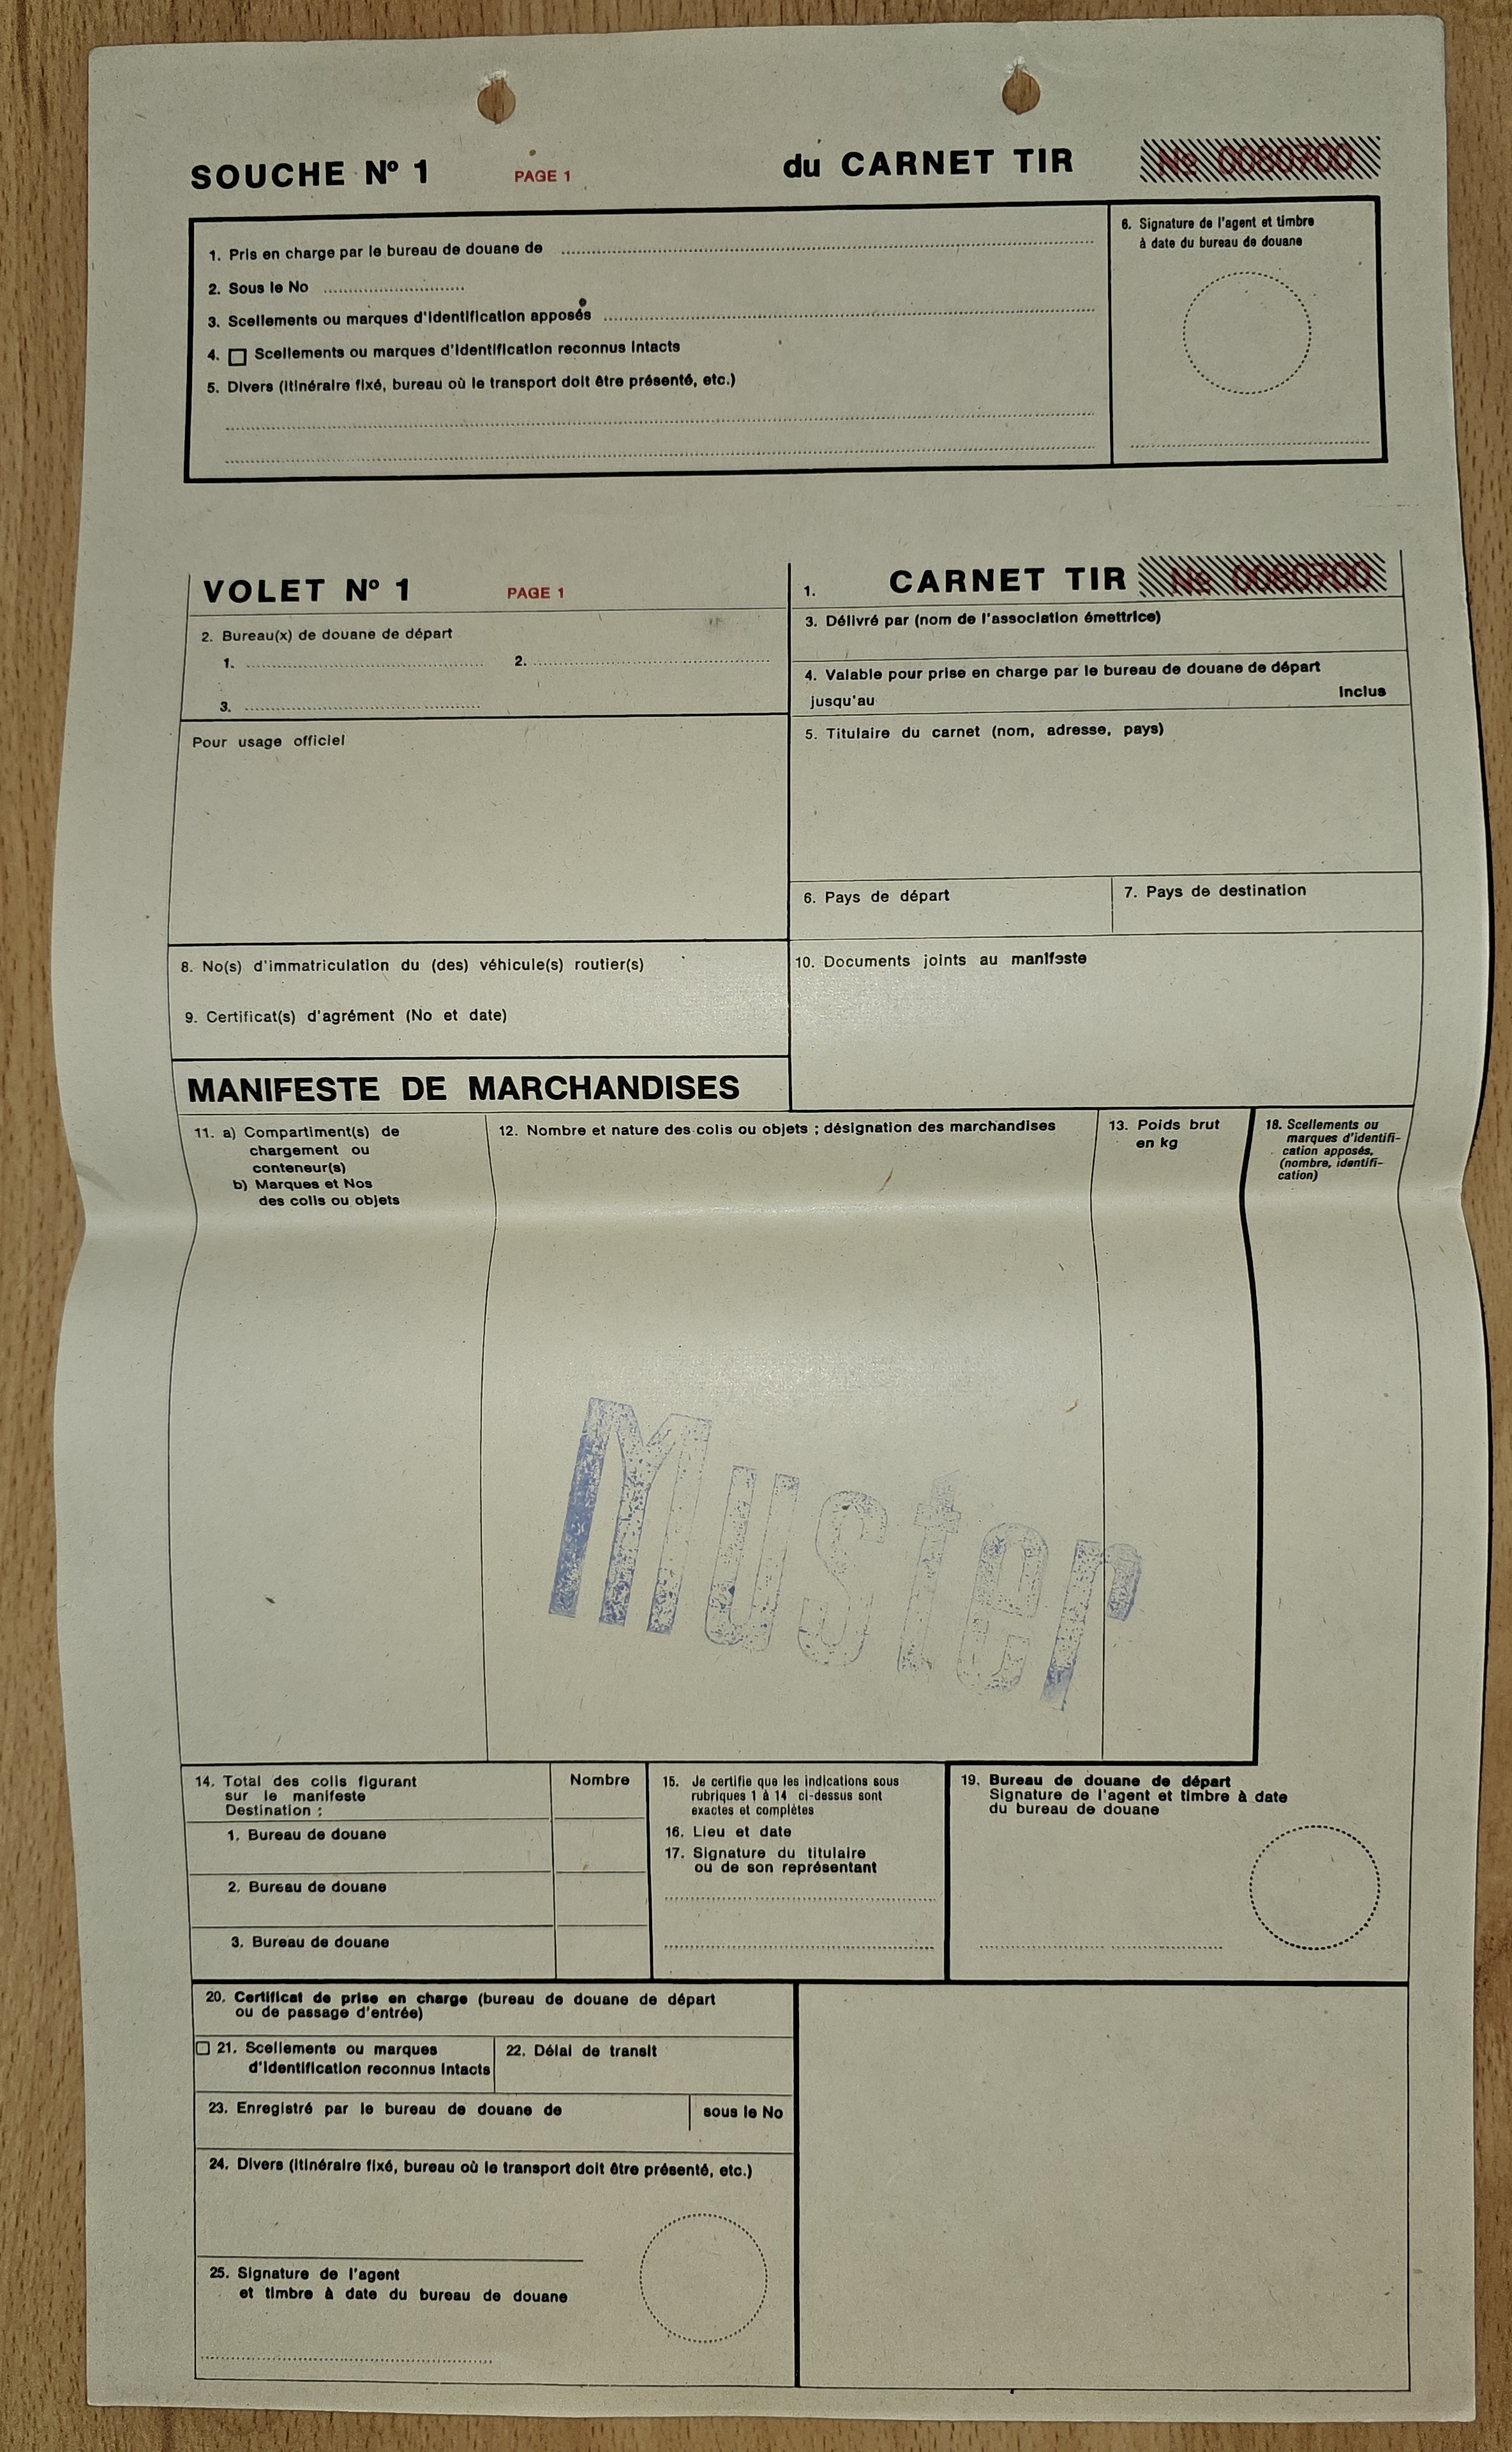 SOUCHE Nº 1 PAGE 1 du CARNET TIR No 0080700
1. Pris en charge par le bureau de douane de
2. Sous le No
3. Scellements ou marques d'identification apposés
4. Scellements ou marques d'identification reconnus intacts
5. Divers (itinéraire fixé, bureau où le transport doit être présenté, etc.)
6. Signature de l'agent et timbre
à date du bureau de douane
VOLET Nº 1 PAGE 1
2. Bureau(x) de douane de départ
1. 2.
3.
Pour usage officiel
1. CARNET TIR No 0080700
3. Délivré par (nom de l'association émettrice)
4. Valable pour prise en charge par le bureau de douane de départ
jusqu'au inclus
5. Titulaire du carnet (nom, adresse, pays)
6. Pays de départ
7. Pays de destination
8. No(s) d'immatriculation du (des) véhicule(s) routier(s)
9. Certificat(s) d'agrément (No et date)
10. Documents joints au manifeste
MANIFESTE DE MARCHANDISES
11. a) Compartiment(s) de
chargement ou
conteneur(s)
b) Marques et Nos
des colis ou objets
12. Nombre et nature des colis ou objets ; désignation des marchandises
13. Poids brut
en kg
18. Scellements ou
marques d'identifi-
cation apposés,
(nombre, identifi-
cation)
Muster
14. Total des colis figurant
sur le manifeste
Destination :
Nombre
1. Bureau de douane
2. Bureau de douane
3. Bureau de douane
15. Je certifie que les indications sous
rubriques 1 à 14 ci-dessus sont
exactes et complètes
16. Lieu et date
17. Signature du titulaire
ou de son représentant
19. Bureau de douane de départ
Signature de l'agent et timbre à date
du bureau de douane
20. Certificat de prise en charge (bureau de douane de départ
ou de passage d'entrée)
21. Scellements ou marques
d'identification reconnus intacts
22. Délai de transit
23. Enregistré par le bureau de douane de
sous le No
24. Divers (itinéraire fixé, bureau où le transport doit être présenté, etc.)
25. Signature de l'agent
et timbre à date du bureau de douane